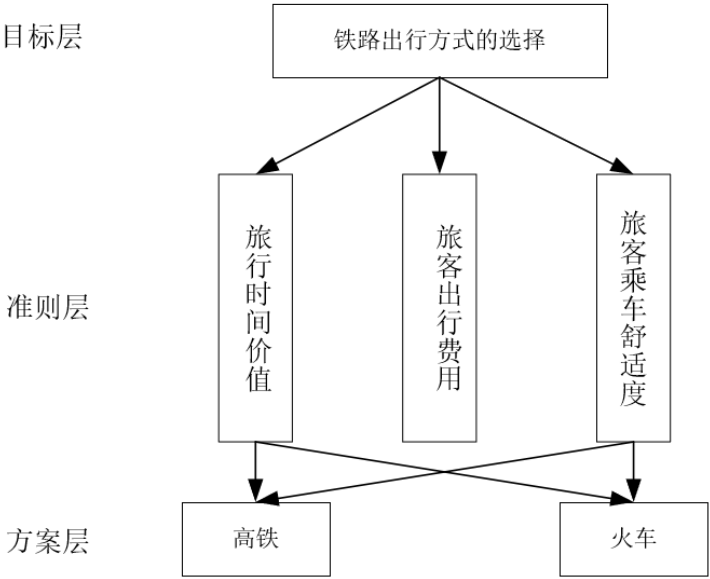 目标层
铁路出行方式的选择
准则层
旅行时间价值
旅客出行费用
旅客乘车舒适度
方案层
高铁
火车